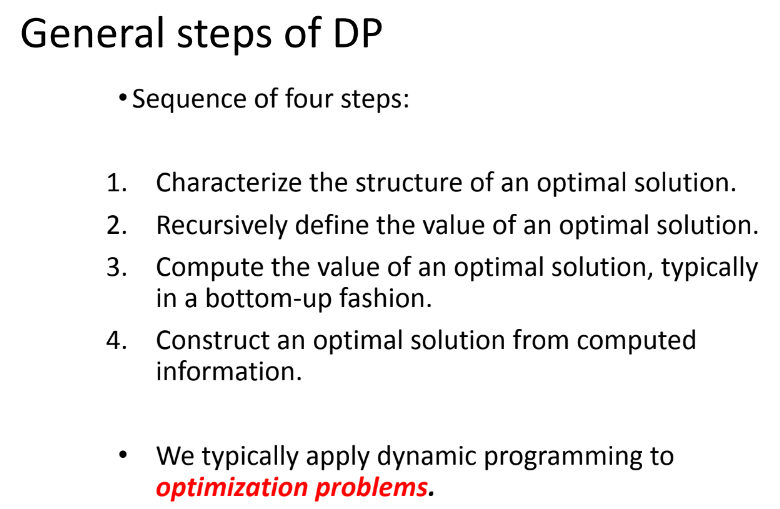 General steps of DP
• Sequence of four steps:
1. Characterize the structure of an optimal solution.
2. Recursively define the value of an optimal solution.
3. Compute the value of an optimal solution, typically
in a bottom-up fashion.
4. Construct an optimal solution from computed
information.
• We typically apply dynamic programming to
optimization problems.